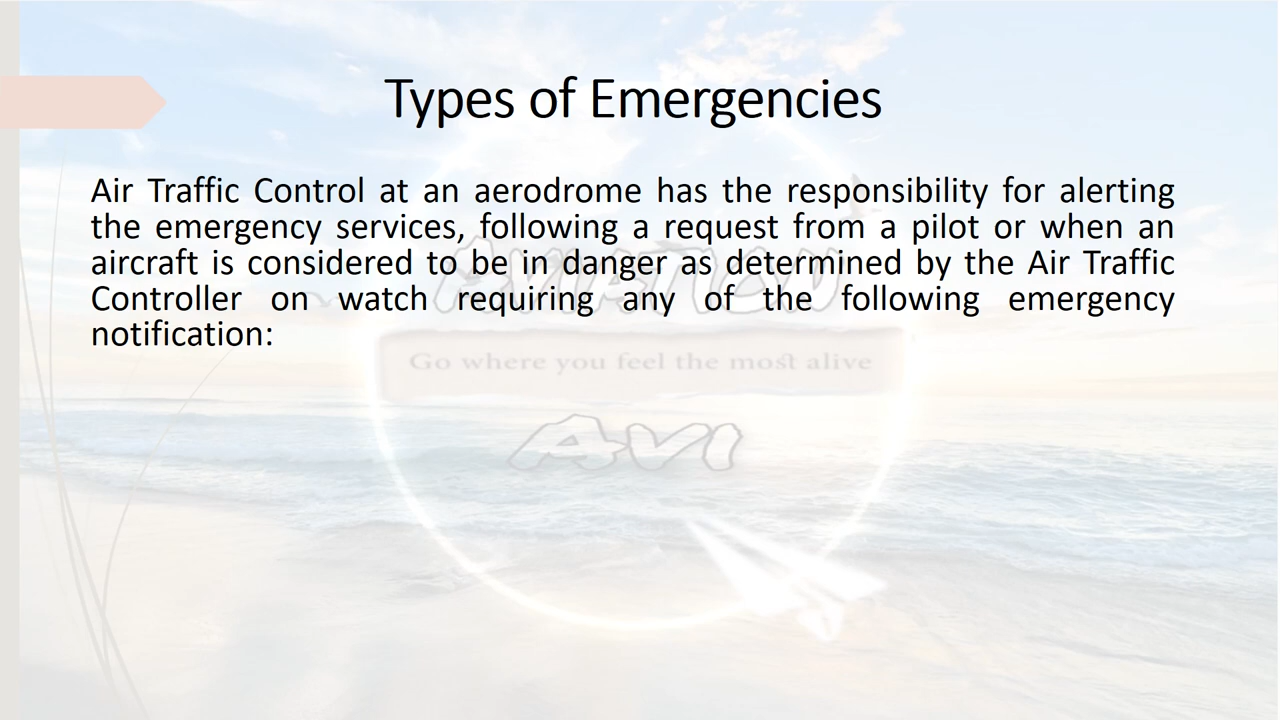 Types of Emergencies
Air Traffic Control at an aerodrome has the responsibility for alerting
the emergency services, following a request from a pilot or when an
aircraft is considered to be in danger as determined by the Air Traffic
Controller on watch requiring any of the following emergency
notification:
AVIATION
Go where you feel the most alive
AVI